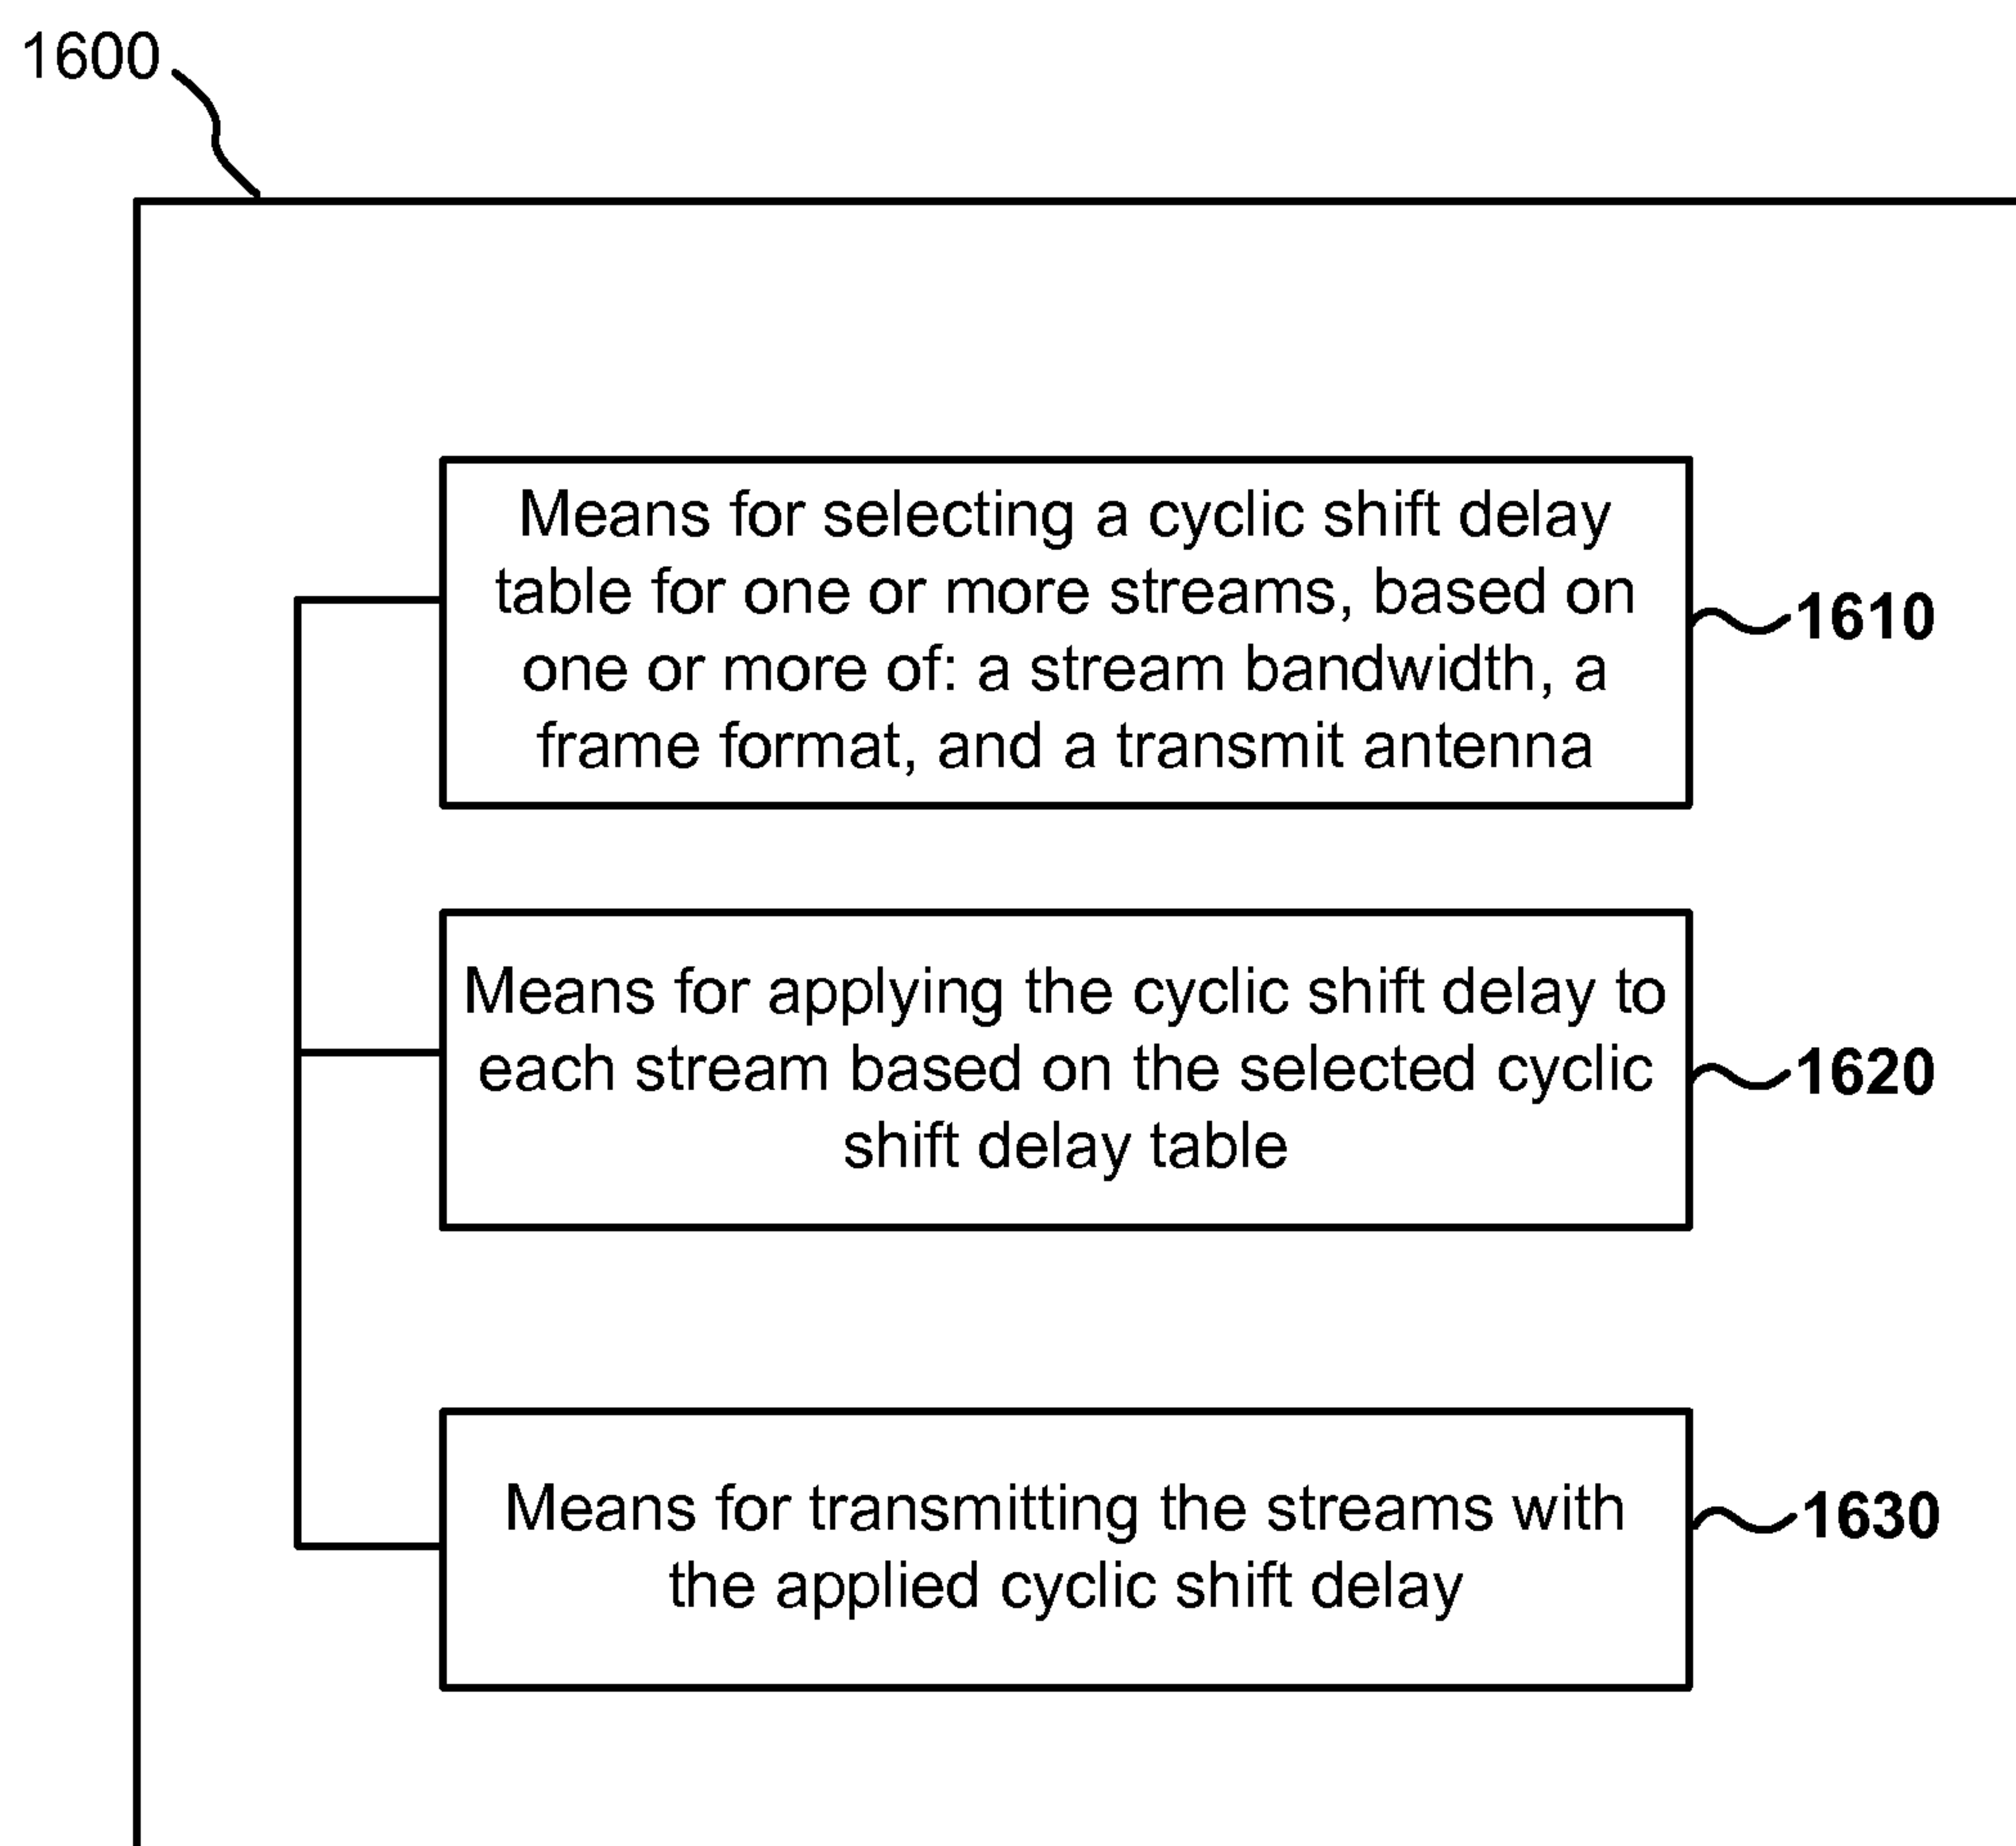 1600
Means for selecting a cyclic shift delay
table for one or more streams, based on
one or more of: a stream bandwidth, a
frame format, and a transmit antenna
1610
Means for applying the cyclic shift delay to
each stream based on the selected cyclic
shift delay table
1620
Means for transmitting the streams with
the applied cyclic shift delay
1630